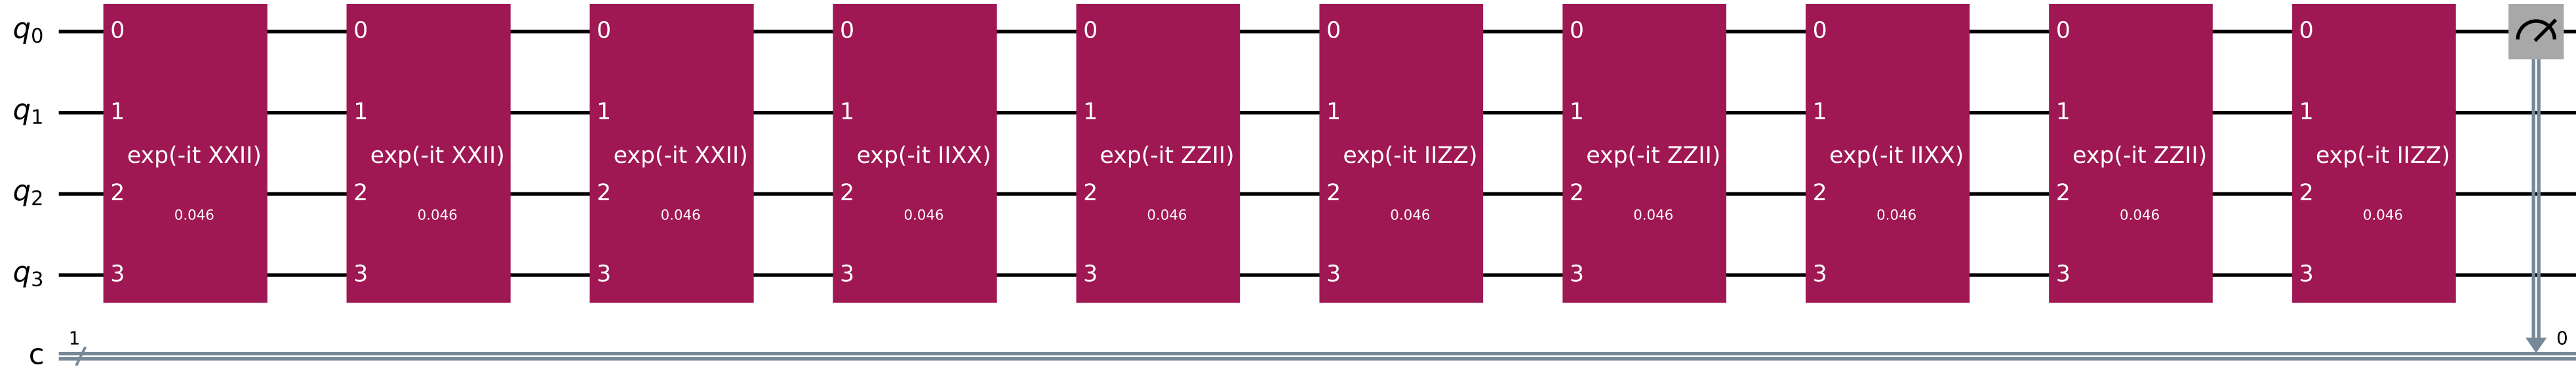 q0 0 0 0 0 0 0 0 0 0 0
q1 1 1 1 1 1 1 1 1 1 1
exp(-it XXII) exp(-it XXII) exp(-it XXII) exp(-it IIXX) exp(-it ZZII) exp(-it IIZZ) exp(-it ZZII) exp(-it IIXX) exp(-it ZZII) exp(-it IIZZ)
q2 2 2 2 2 2 2 2 2 2 2
0.046 0.046 0.046 0.046 0.046 0.046 0.046 0.046 0.046 0.046
q3 3 3 3 3 3 3 3 3 3 3
1 0
c